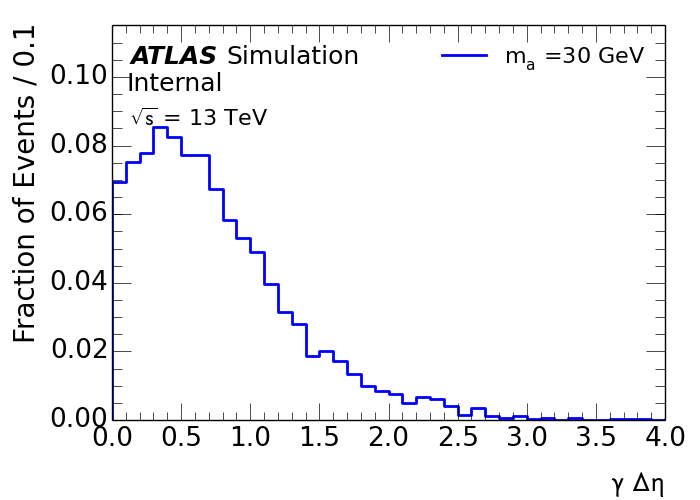 Fraction of Events / 0.1
ATLAS Simulation
Internal
√s = 13 TeV
mₐ =30 GeV
0.10
0.08
0.06
0.04
0.02
0.00
0.0 0.5 1.0 1.5 2.0 2.5 3.0 3.5 4.0
γ Δη